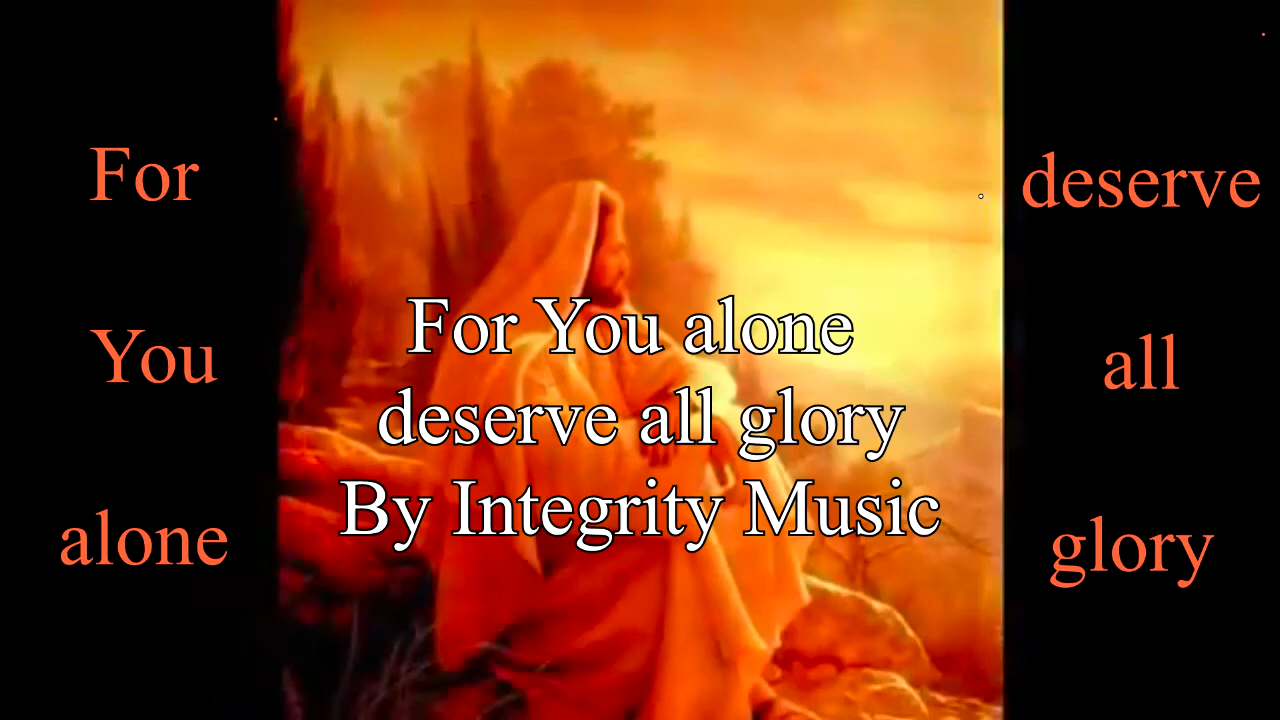 For
You
alone
For You alone
deserve all glory
By Integrity Music
deserve
all
glory